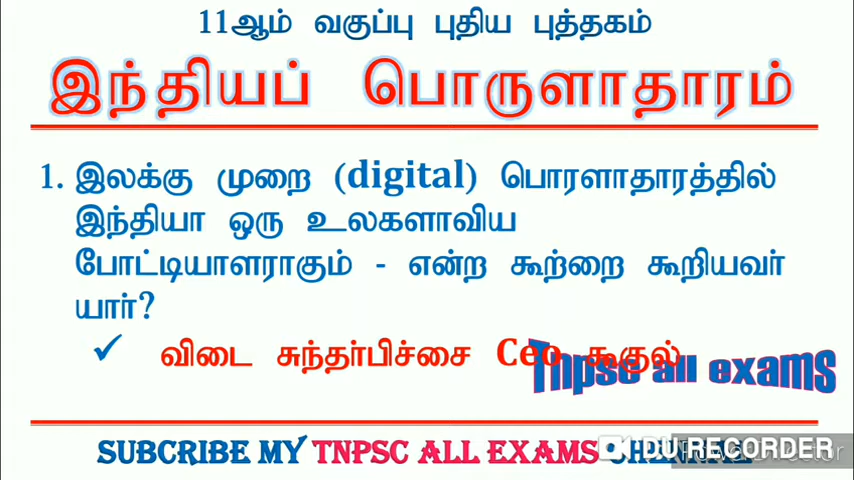 11ஆம் வகுப்பு புதிய புத்தகம்
இந்தியப் பொருளாதாரம்
1. இலக்கு முறை (digital) பொரளாதாரத்தில்
இந்தியா ஒரு உலகளாவிய
போட்டியாளராகும் - என்ற கூற்றை கூறியவர்
யார்?
✓ விடை சுந்தர்பிச்சை Ceo கூகுல்
Tnpsc all exams
SUBCRIBE MY TNPSC ALL EXAMS CHANNAL
DU RECORDER